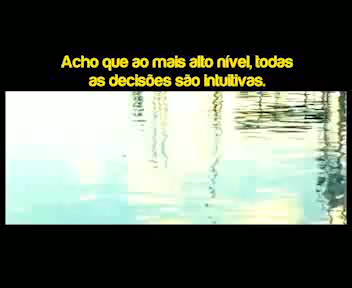 Acho que ao mais alto nível, todas
as decisões são intuitivas.